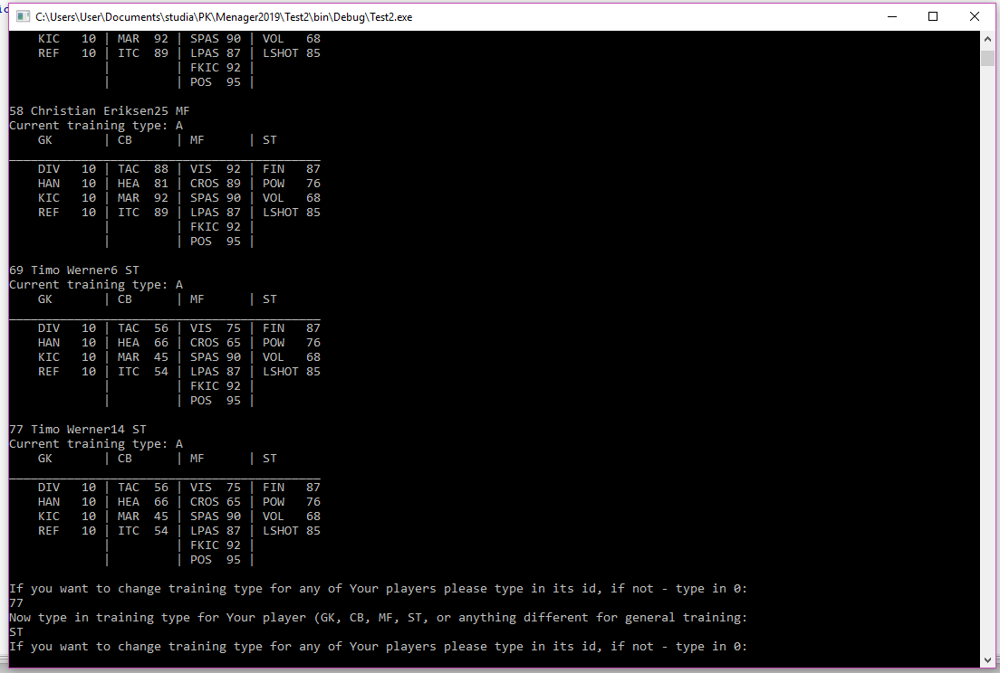 C:\Users\User\Documents\studia\PK\Menager2019\Test2\bin\Debug\Test2.exe
    KIC   10 | MAR  92 | SPAS 90 | VOL   68
    REF   10 | ITC  89 | LPAS 87 | LSHOT 85
             |         | FKIC 92 |
             |         | POS  95 |
58 Christian Eriksen25 MF
Current training type: A
    GK       | CB      | MF      | ST
___________________________________________
    DIV   10 | TAC  88 | VIS  92 | FIN   87
    HAN   10 | HEA  81 | CROS 89 | POW   76
    KIC   10 | MAR  92 | SPAS 90 | VOL   68
    REF   10 | ITC  89 | LPAS 87 | LSHOT 85
             |         | FKIC 92 |
             |         | POS  95 |
69 Timo Werner6 ST
Current training type: A
    GK       | CB      | MF      | ST
___________________________________________
    DIV   10 | TAC  56 | VIS  75 | FIN   87
    HAN   10 | HEA  66 | CROS 65 | POW   76
    KIC   10 | MAR  45 | SPAS 90 | VOL   68
    REF   10 | ITC  54 | LPAS 87 | LSHOT 85
             |         | FKIC 92 |
             |         | POS  95 |
77 Timo Werner14 ST
Current training type: A
    GK       | CB      | MF      | ST
___________________________________________
    DIV   10 | TAC  56 | VIS  75 | FIN   87
    HAN   10 | HEA  66 | CROS 65 | POW   76
    KIC   10 | MAR  45 | SPAS 90 | VOL   68
    REF   10 | ITC  54 | LPAS 87 | LSHOT 85
             |         | FKIC 92 |
             |         | POS  95 |
If you want to change training type for any of Your players please type in its id, if not - type in 0:
77
Now type in training type for Your player (GK, CB, MF, ST, or anything different for general training:
ST
If you want to change training type for any of Your players please type in its id, if not - type in 0: